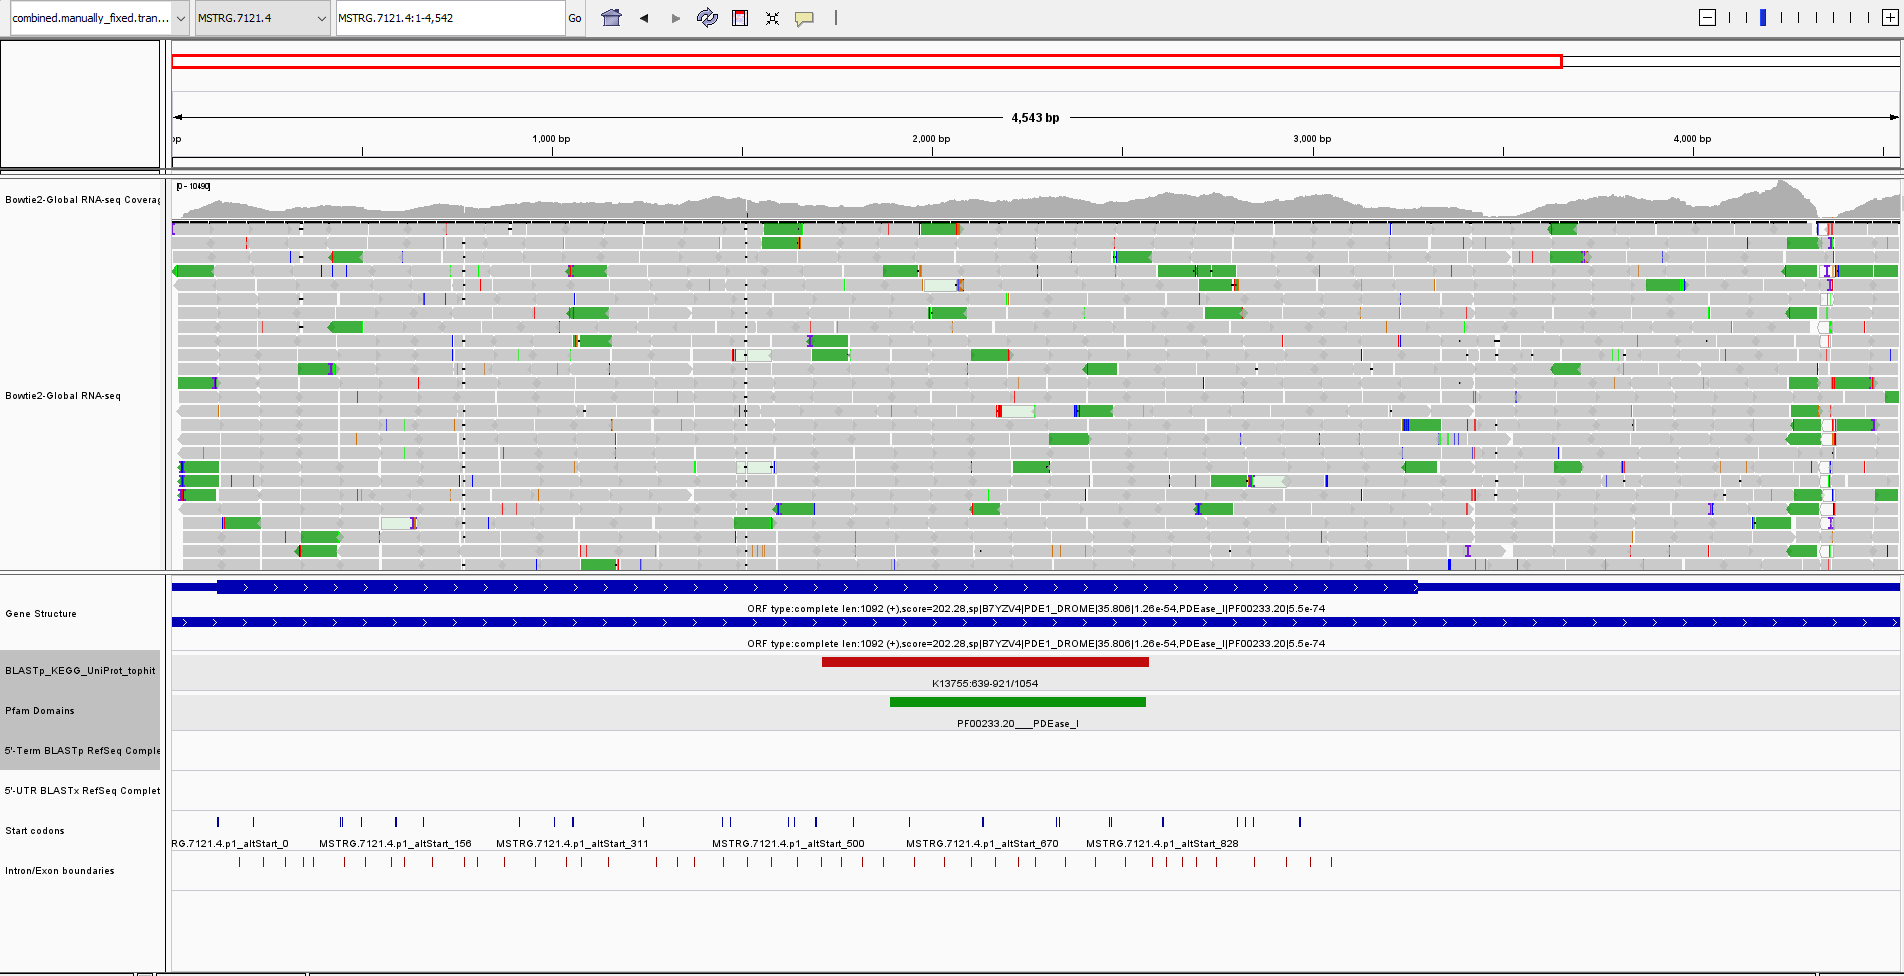 combined.manually_fixed.tran... MSTRG.7121.4 MSTRG.7121.4:1-4,542 Go
4,543 bp
bp 1,000 bp 2,000 bp 3,000 bp 4,000 bp
[0 - 10490]
Bowtie2-Global RNA-seq Coverag
Bowtie2-Global RNA-seq
ORF type:complete len:1092 (+),score=202.28,sp|B7YZV4|PDE1_DROME|35.806|1.26e-54,PDEase_I|PF00233.20|5.5e-74
Gene Structure
ORF type:complete len:1092 (+),score=202.28,sp|B7YZV4|PDE1_DROME|35.806|1.26e-54,PDEase_I|PF00233.20|5.5e-74
BLASTp_KEGG_UniProt_tophit
K13755:639-921/1054
Pfam Domains
PF00233.20___PDEase_I
5'-Term BLASTp RefSeq Comple
5'-UTR BLASTx RefSeq Complet
Start codons
RG.7121.4.p1_altStart_0 MSTRG.7121.4.p1_altStart_156 MSTRG.7121.4.p1_altStart_311 MSTRG.7121.4.p1_altStart_500 MSTRG.7121.4.p1_altStart_670 MSTRG.7121.4.p1_altStart_828
Intron/Exon boundaries